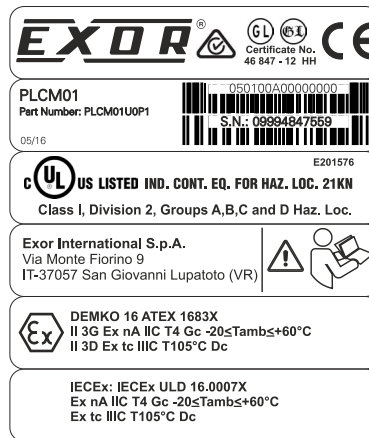 EXOR®
GL
Certificate No.
46 847 - 12 HH
CE
PLCM01
Part Number: PLCM01U0P1
05/16
050100A00000000
S.N.: 09994847559
E201576
c UL US LISTED IND. CONT. EQ. FOR HAZ. LOC. 21KN
Class I, Division 2, Groups A,B,C and D Haz. Loc.
Exor International S.p.A.
Via Monte Fiorino 9
IT-37057 San Giovanni Lupatoto (VR)
Ex
DEMKO 16 ATEX 1683X
II 3G Ex nA IIC T4 Gc -20≤Tamb≤+60°C
II 3D Ex tc IIIC T105°C Dc
IECEx: IECEx ULD 16.0007X
Ex nA IIC T4 Gc -20≤Tamb≤+60°C
Ex tc IIIC T105°C Dc